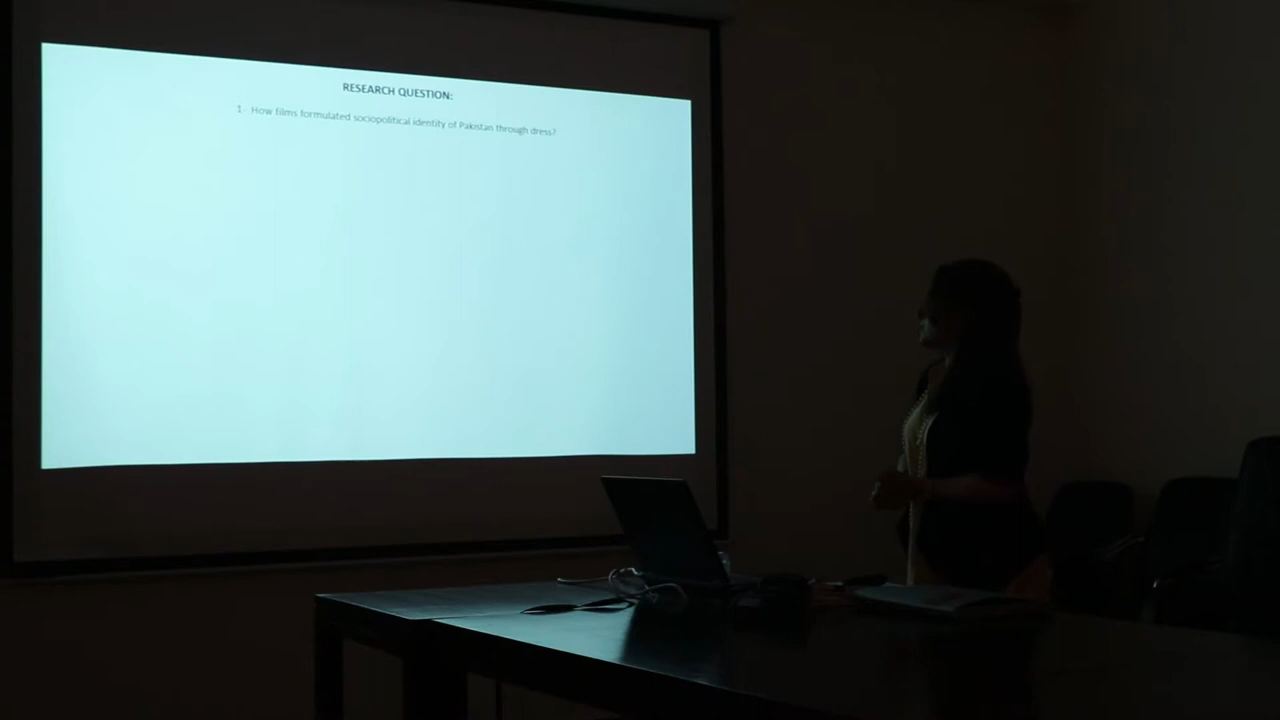 RESEARCH QUESTION:
1- How films formulated sociopolitical identity of Pakistan through dress?